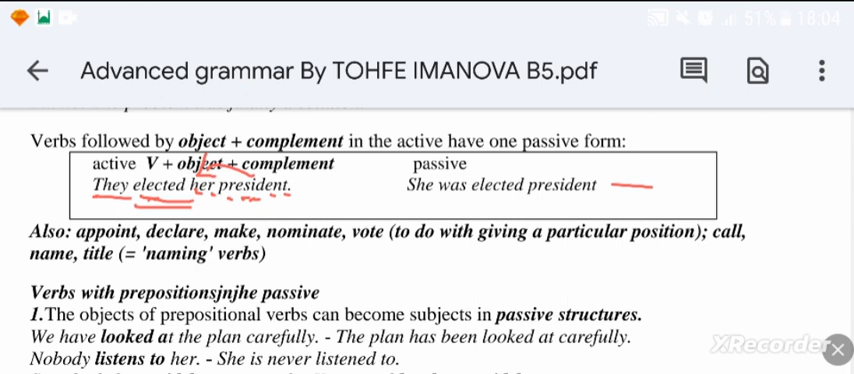 51% 18:04
Advanced grammar By TOHFE IMANOVA B5.pdf
Verbs followed by object + complement in the active have one passive form:
active V + object + complement passive
They elected her president. She was elected president
Also: appoint, declare, make, nominate, vote (to do with giving a particular position); call,
name, title (= 'naming' verbs)
Verbs with prepositionsjnjhe passive
1.The objects of prepositional verbs can become subjects in passive structures.
We have looked at the plan carefully. - The plan has been looked at carefully.
Nobody listens to her. - She is never listened to.
XRecorder